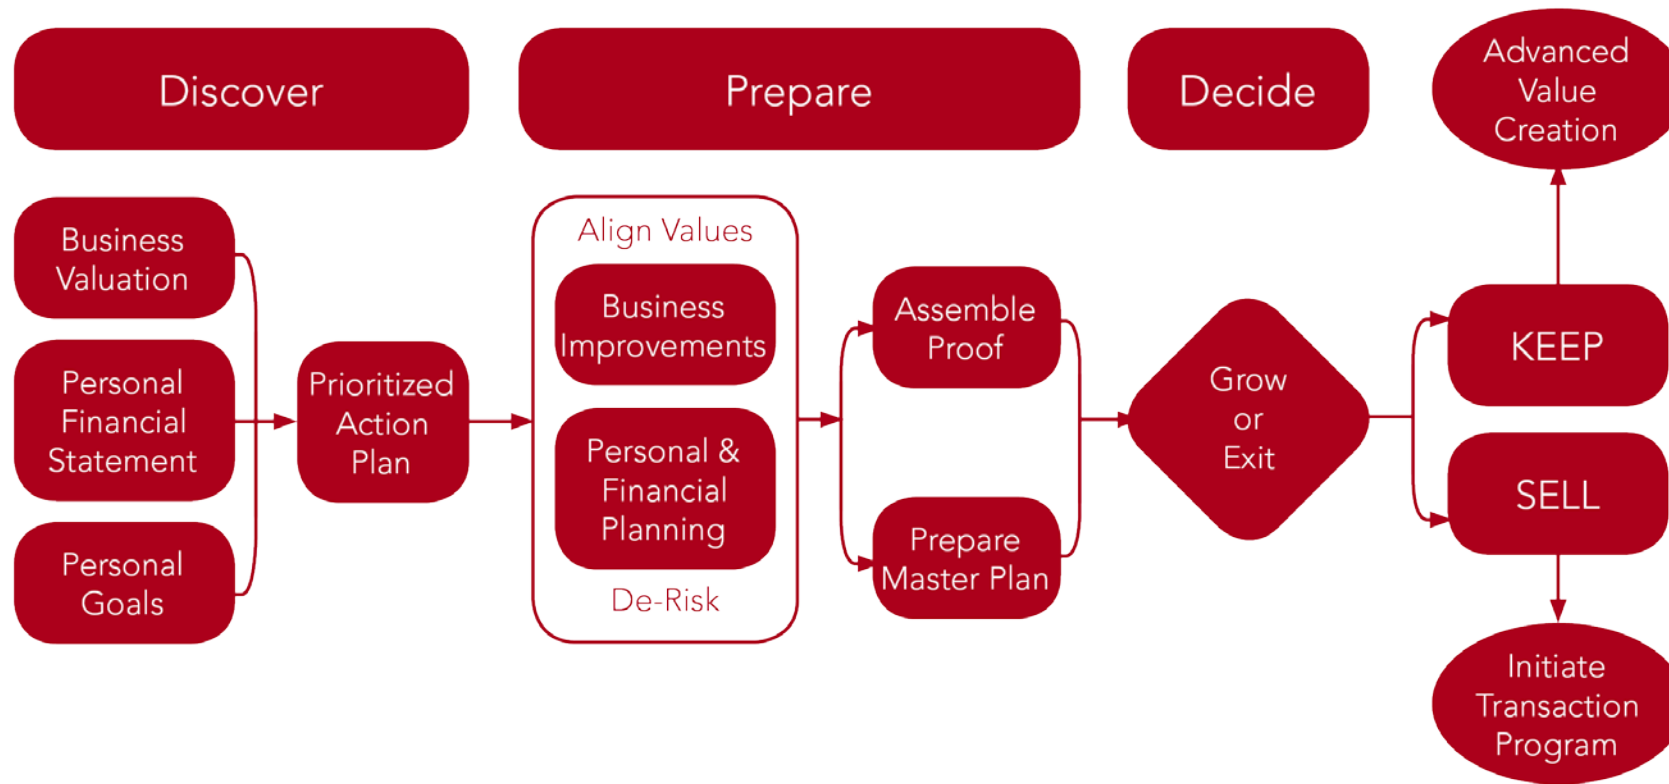 Discover
Prepare
Decide
Advanced
Value
Creation
Business
Valuation
Personal
Financial
Statement
Personal
Goals
Prioritized
Action
Plan
Align Values
Business
Improvements
Personal &
Financial
Planning
De-Risk
Assemble
Proof
Prepare
Master Plan
Grow
or
Exit
KEEP
SELL
Initiate
Transaction
Program